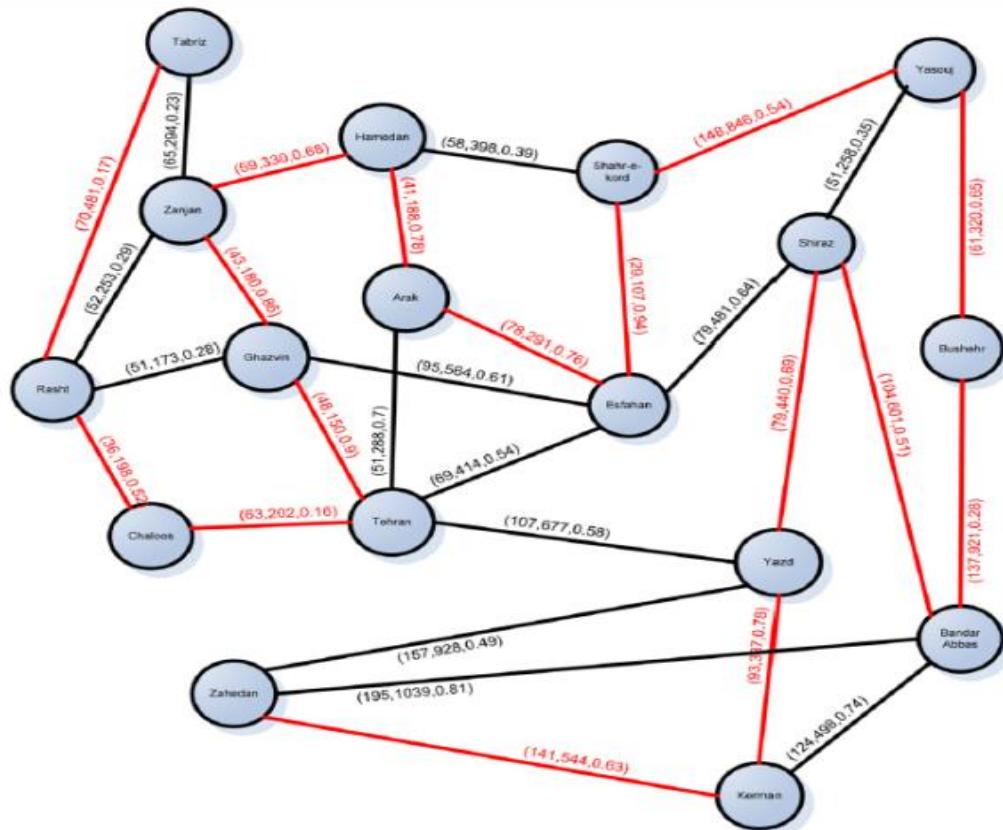 Tabriz
Yasouj
(65,294,0.23)
Hamedan
(58,398,0.39)
(148,846,0.54)
(70,481,0.17)
(59,330,0.68)
Shahr-e-
kord
(51,258,0.35)
Zanjan
(41,188,0.78)
(61,320,0.65)
Shiraz
(52,253,0.29)
(43,180,0.86)
Arak
(29,107,0.94)
(79,481,0.64)
(78,291,0.76)
Bushehr
Ghazvin
(51,173,0.28)
(95,564,0.61)
Rasht
Esfahan
(79,440,0.69)
(104,601,0.51)
(48,150,0.9)
(51,288,0.7)
(69,414,0.54)
(36,198,0.52
(63,202,0.16)
Tehran
Chaloos
(107,677,0.58)
(137,921,0.28)
Yazd
Bandar
Abbas
(157,928,0.49)
Zahedan
(195,1039,0.81)
(124,498,0.74)
(141,544,0.63)
Kerman